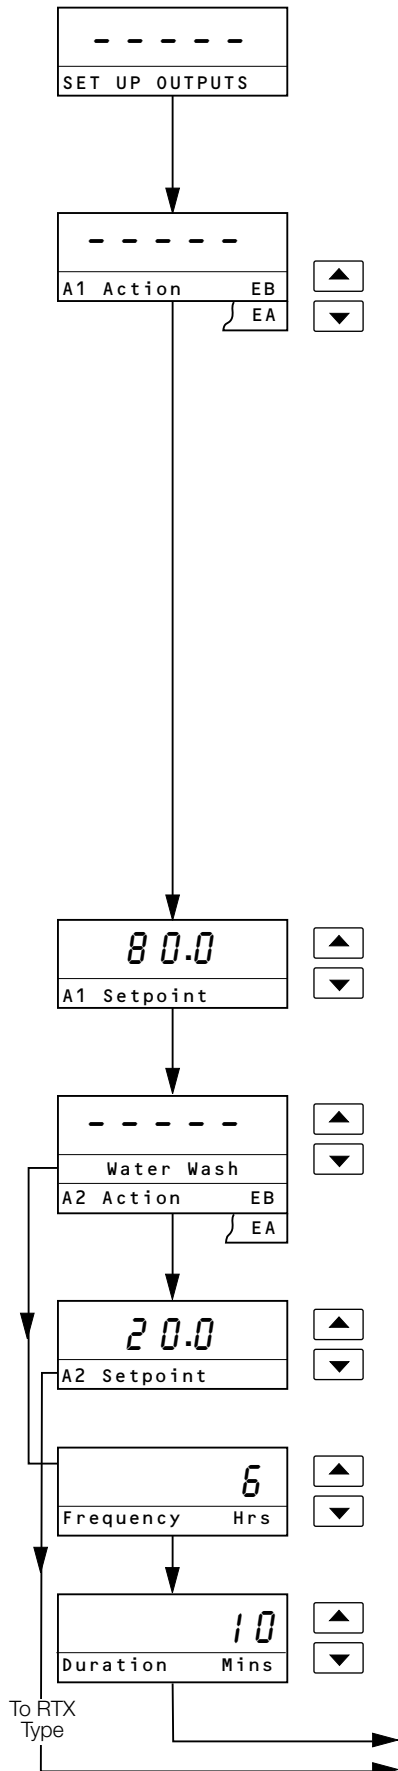 - - - - -
SET UP OUTPUTS
- - - - -
A1 Action EB
EA
80.0
A1 Setpoint
- - - - -
Water Wash
A2 Action EB
EA
20.0
A2 Setpoint
6
Frequency Hrs
10
Duration Mins
To RTX
Type